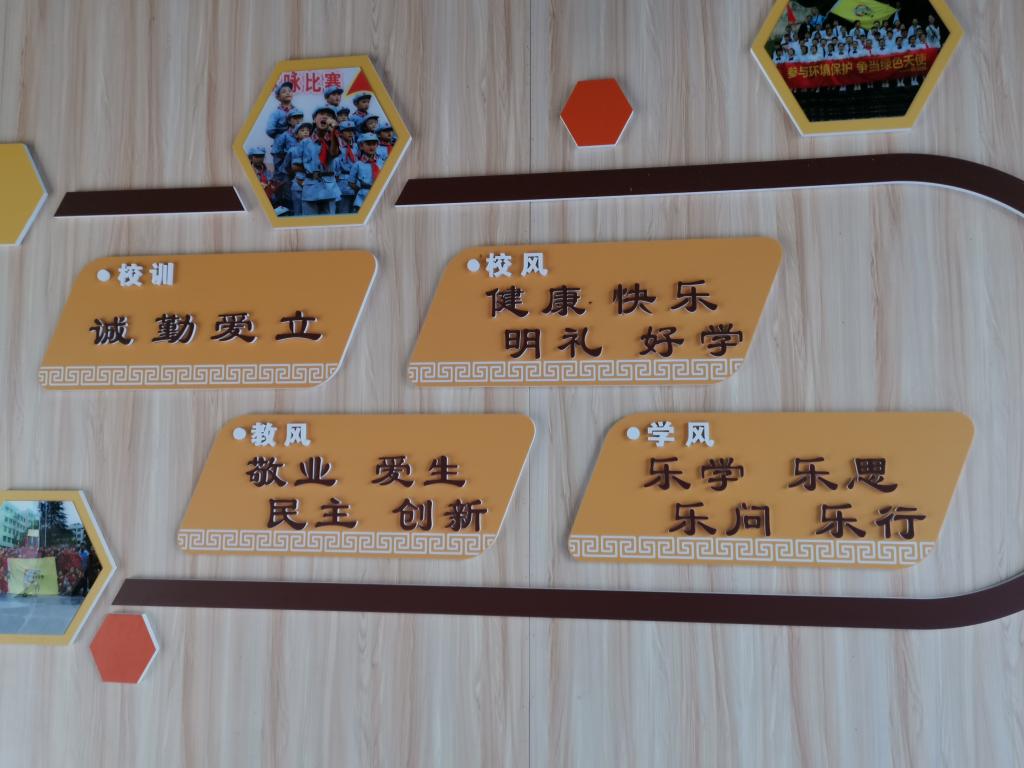 咏比赛
参与环境保护 争当绿色天使
•校训
诚勤爱立
•校风
健康 快乐
明礼 好学
•教风
敬业 爱生
民主 创新
•学风
乐学 乐思
乐问 乐行